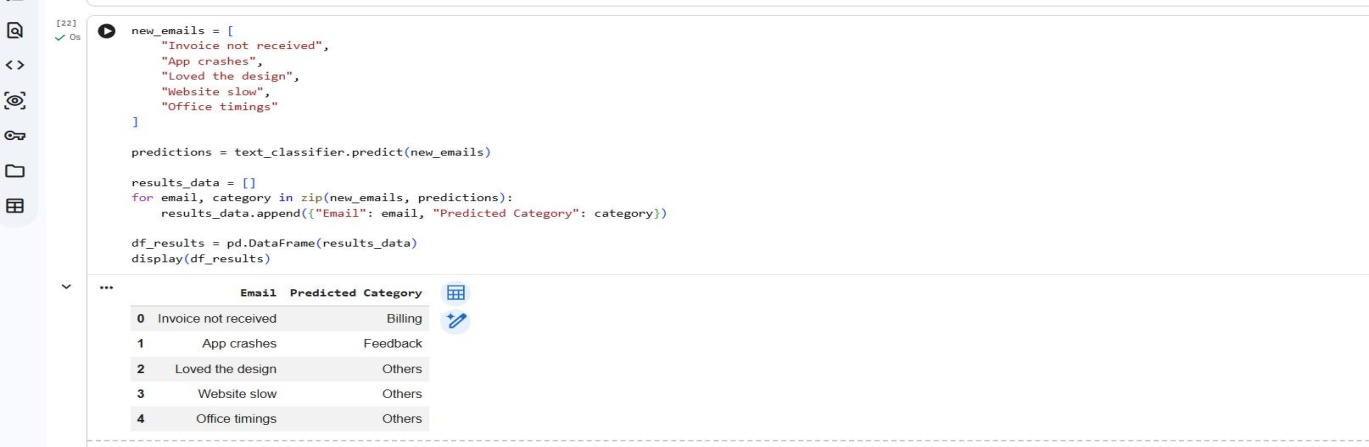 [22]
0s
new_emails = [
    "Invoice not received",
    "App crashes",
    "Loved the design",
    "Website slow",
    "Office timings"
]
predictions = text_classifier.predict(new_emails)
results_data = []
for email, category in zip(new_emails, predictions):
    results_data.append({"Email": email, "Predicted Category": category})
df_results = pd.DataFrame(results_data)
display(df_results)
Email Predicted Category
0 Invoice not received Billing
1 App crashes Feedback
2 Loved the design Others
3 Website slow Others
4 Office timings Others